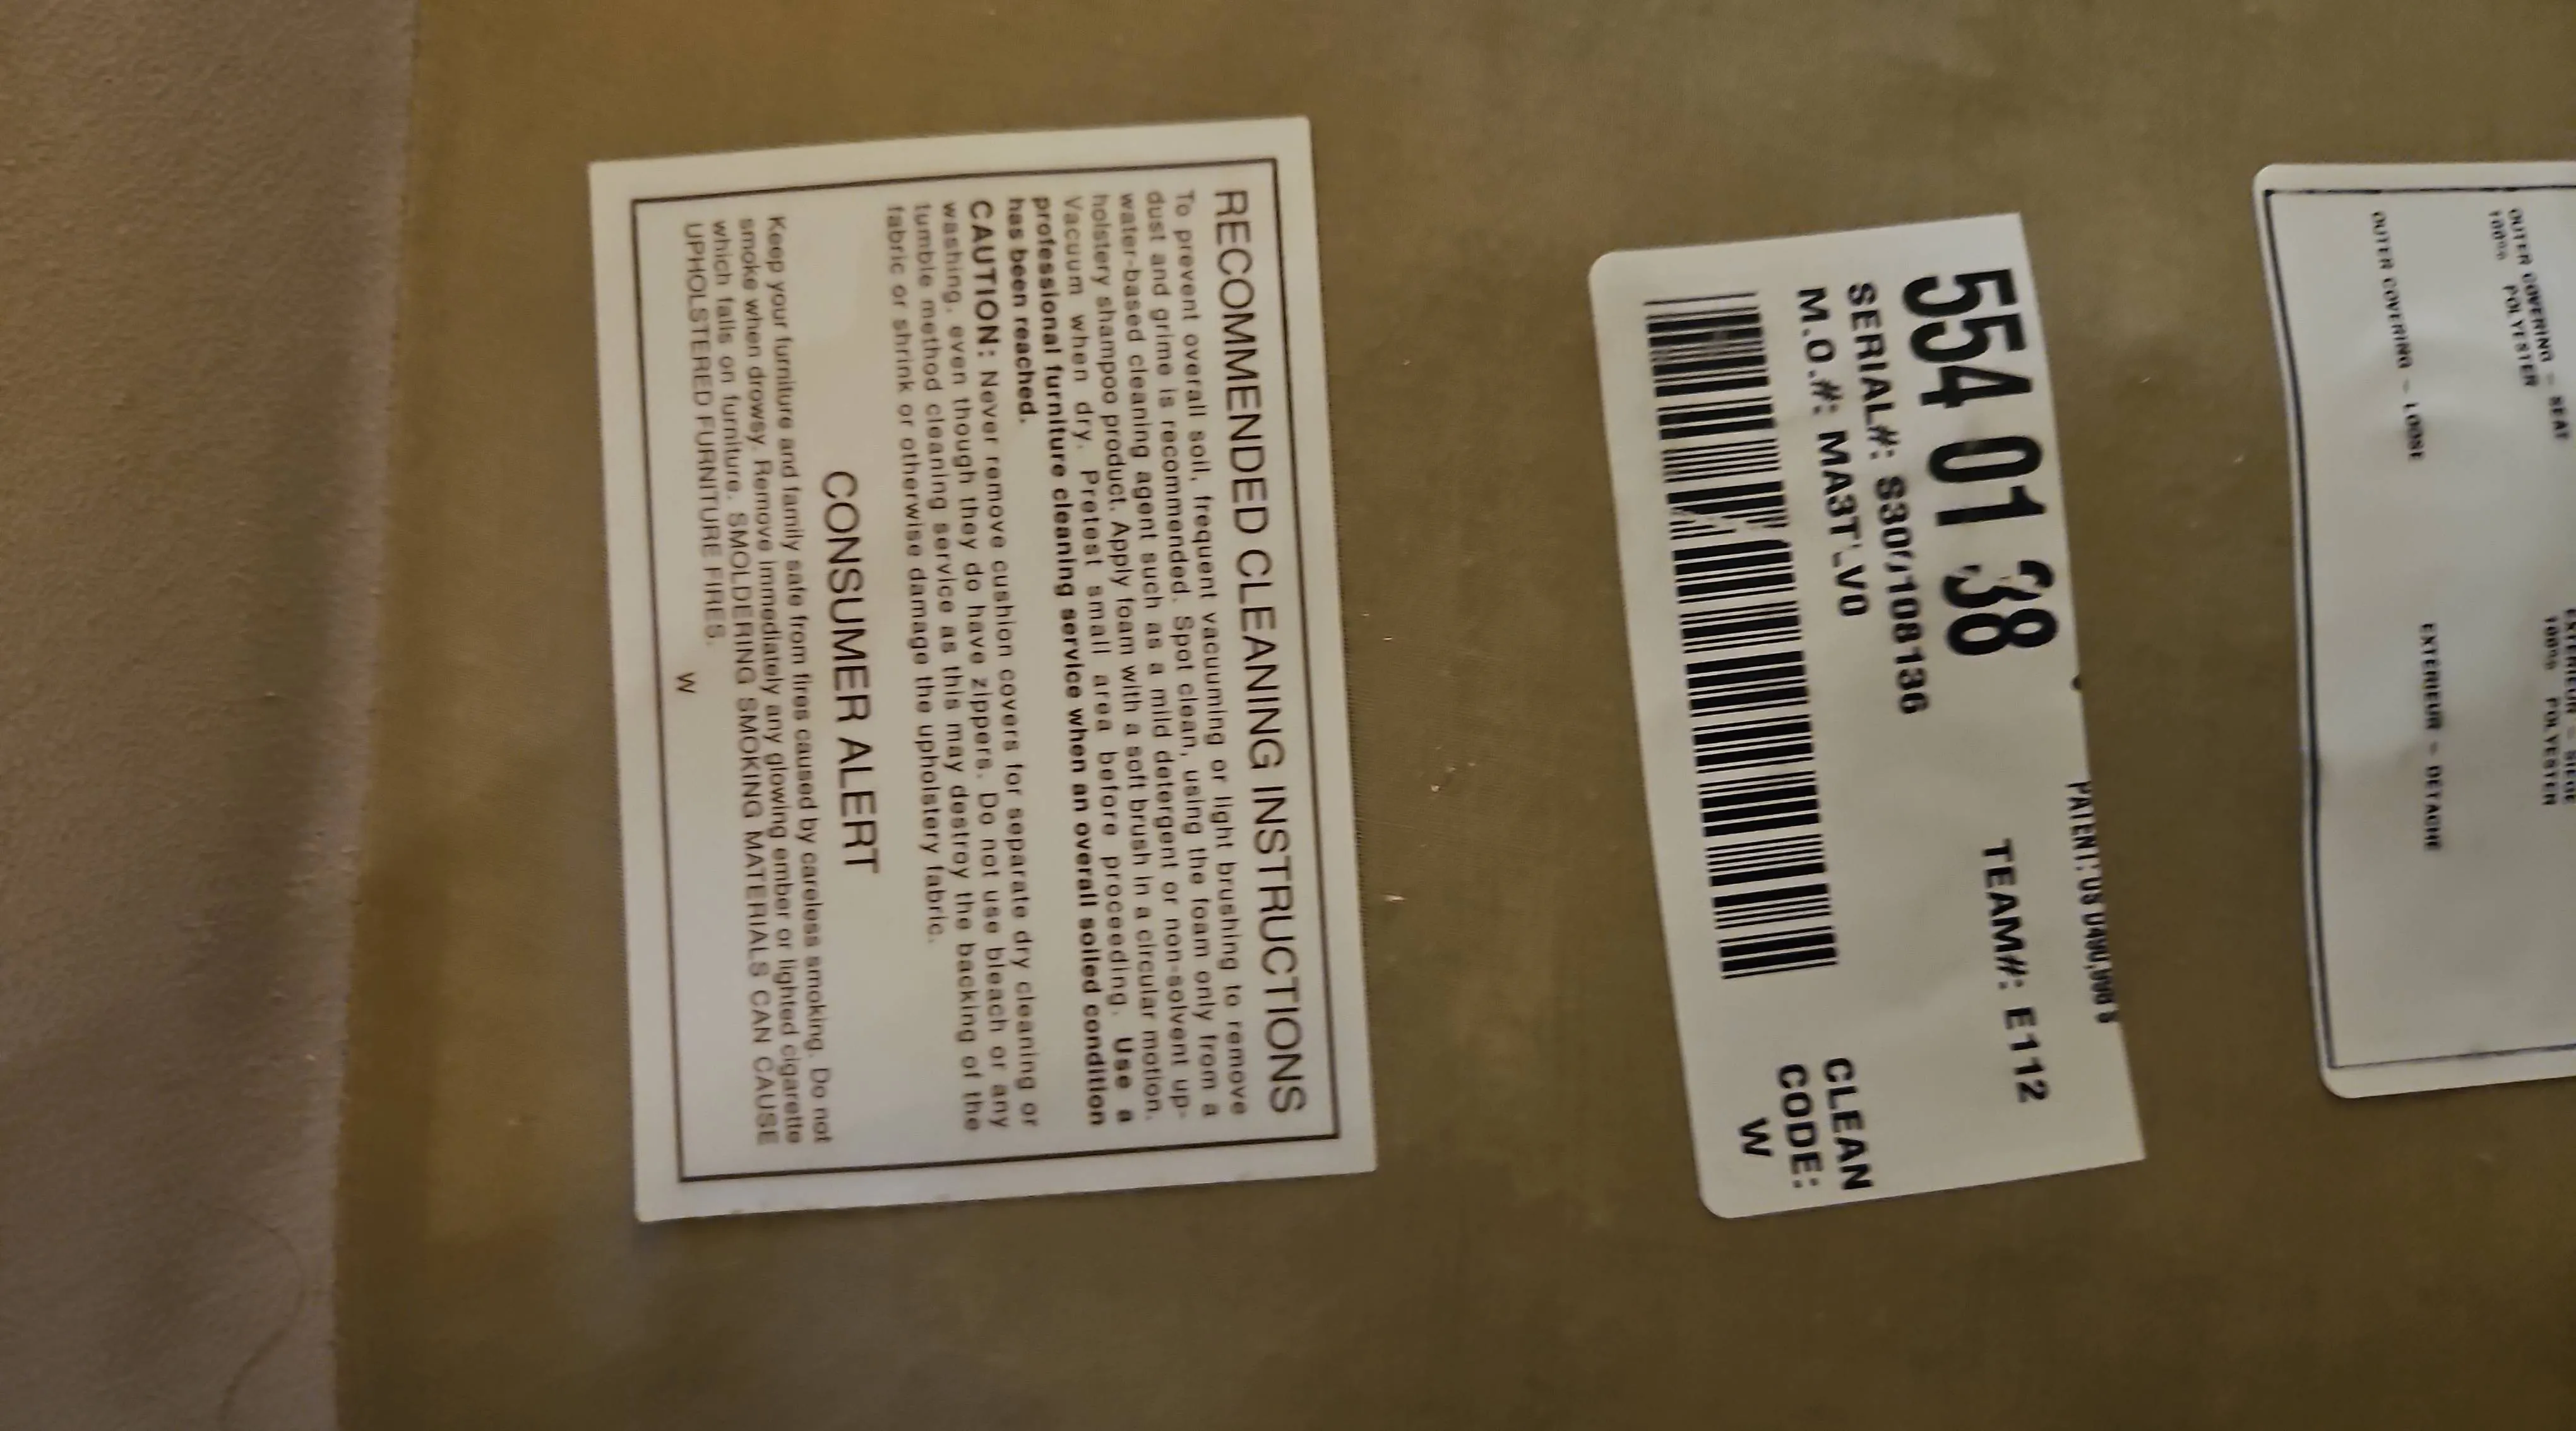 RECOMMENDED CLEANING INSTRUCTIONS
To prevent overall soil, frequent vacuuming or light brushing to remove
dust and grime is recommended. Spot clean, using the foam only from a
water-based cleaning agent such as a mild detergent or non-solvent up-
holstery shampoo product. Apply foam with a soft brush in a circular motion.
Vacuum when dry. Pretest small area before proceeding. Use a
professional furniture cleaning service when an overall soiled condition
has been reached.
CAUTION: Never remove cushion covers for separate dry cleaning or
washing, even though they do have zippers. Do not use bleach or any
tumble method cleaning service as this may destroy the backing of the
fabric or shrink or otherwise damage the upholstery fabric.
CONSUMER ALERT
Keep your furniture and family safe from fires caused by careless smoking. Do not
smoke when drowsy. Remove immediately any glowing ember or lighted cigarette
which falls on furniture. SMOLDERING SMOKING MATERIALS CAN CAUSE
UPHOLSTERED FURNITURE FIRES.
W
PATENT: US
554 01 38
TEAM#: E112
SERIAL#:
M.O.#:
CLEAN
CODE:
W
OUTER COVERING - SEAT
100% POLYESTER
100% POLYESTER
OUTER COVERING - LOOSE
EXTERIEUR - DETACHE